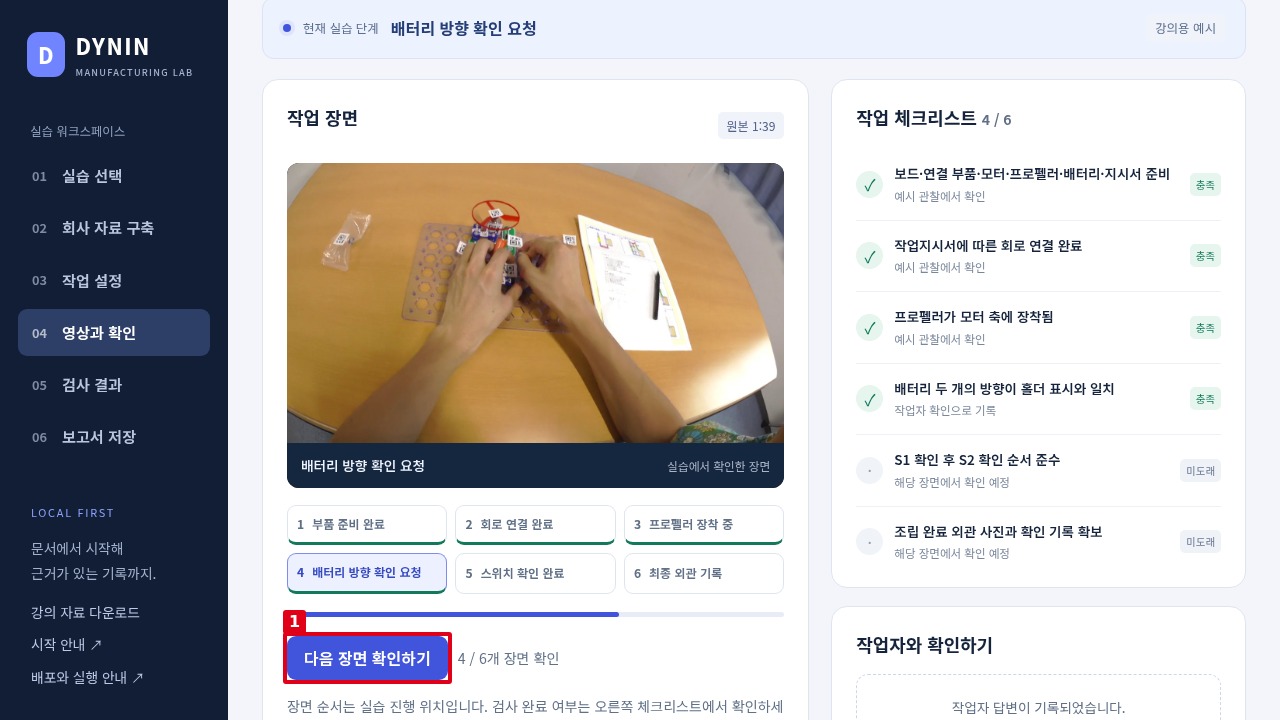 D
DYNIN
MANUFACTURING LAB
실습 워크스페이스
01 실습 선택
02 회사 자료 구축
03 작업 설정
04 영상과 확인
05 검사 결과
06 보고서 저장
LOCAL FIRST
문서에서 시작해
근거가 있는 기록까지.
강의 자료 다운로드
시작 안내 ↗
배포와 실행 안내 ↗
현재 실습 단계 배터리 방향 확인 요청
강의용 예시
작업 장면
원본 1:39
배터리 방향 확인 요청
실습에서 확인한 장면
1 부품 준비 완료
2 회로 연결 완료
3 프로펠러 장착 중
4 배터리 방향 확인 요청
5 스위치 확인 완료
6 최종 외관 기록
1
다음 장면 확인하기
4 / 6개 장면 확인
장면 순서는 실습 진행 위치입니다. 검사 완료 여부는 오른쪽 체크리스트에서 확인하세
작업 체크리스트 4 / 6
✓ 보드·연결 부품·모터·프로펠러·배터리·지시서 준비
예시 관찰에서 확인
충족
✓ 작업지시서에 따른 회로 연결 완료
예시 관찰에서 확인
충족
✓ 프로펠러가 모터 축에 장착됨
예시 관찰에서 확인
충족
✓ 배터리 두 개의 방향이 홀더 표시와 일치
작업자 확인으로 기록
충족
· S1 확인 후 S2 확인 순서 준수
해당 장면에서 확인 예정
미도래
· 조립 완료 외관 사진과 확인 기록 확보
해당 장면에서 확인 예정
미도래
작업자와 확인하기
작업자 답변이 기록되었습니다.